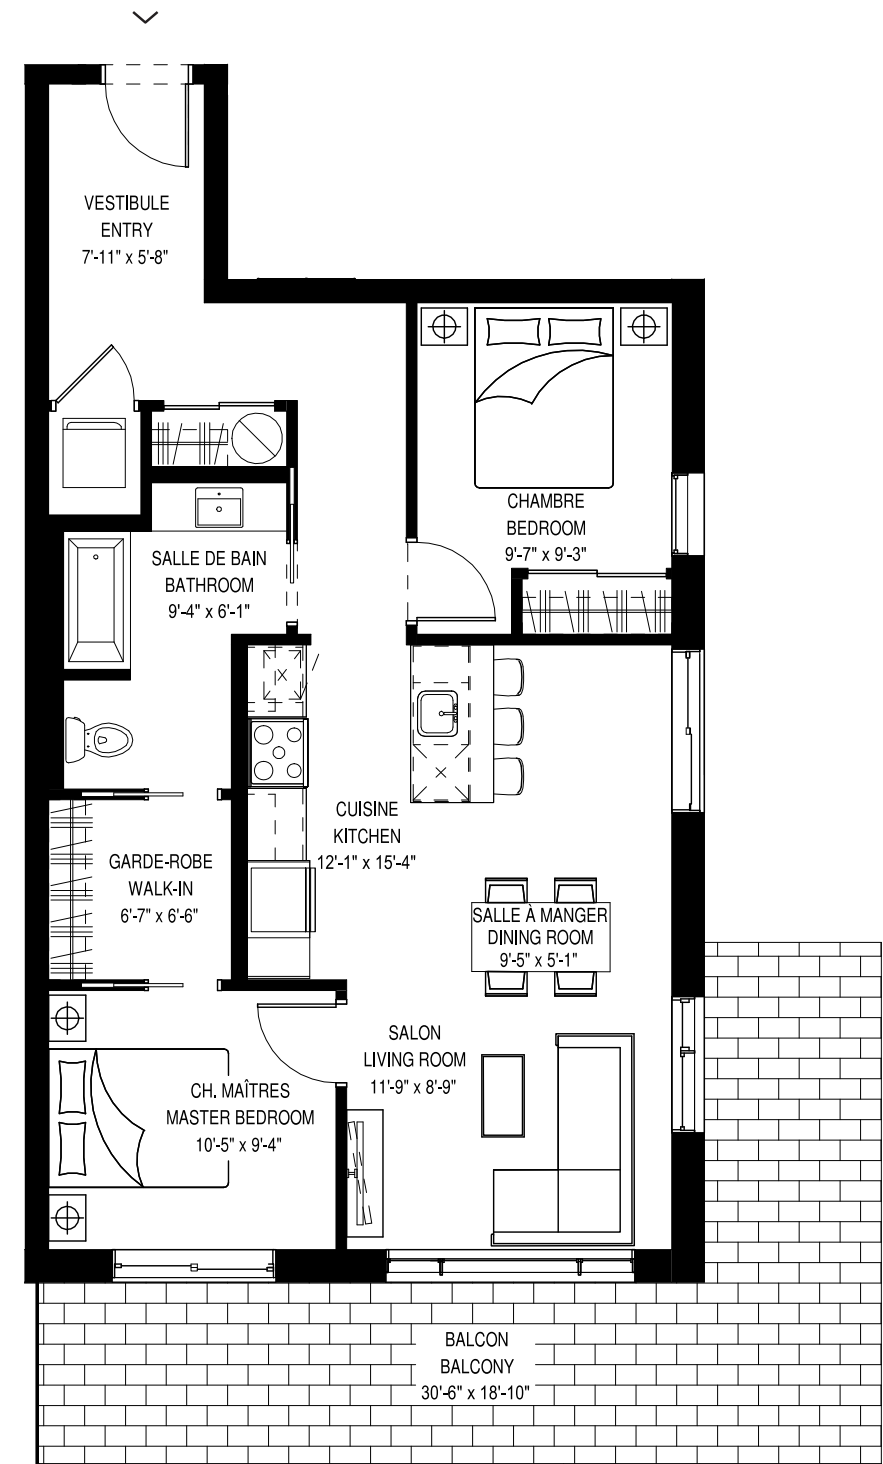 VESTIBULE
ENTRY
7'-11" x 5'-8"
CHAMBRE
BEDROOM
9'-7" x 9'-3"
SALLE DE BAIN
BATHROOM
9'-4" x 6'-1"
CUISINE
KITCHEN
12'-1" x 15'-4"
GARDE-ROBE
WALK-IN
6'-7" x 6'-6"
SALLE À MANGER
DINING ROOM
9'-5" x 5'-1"
SALON
LIVING ROOM
11'-9" x 8'-9"
CH. MAÎTRES
MASTER BEDROOM
10'-5" x 9'-4"
BALCON
BALCONY
30'-6" x 18'-10"